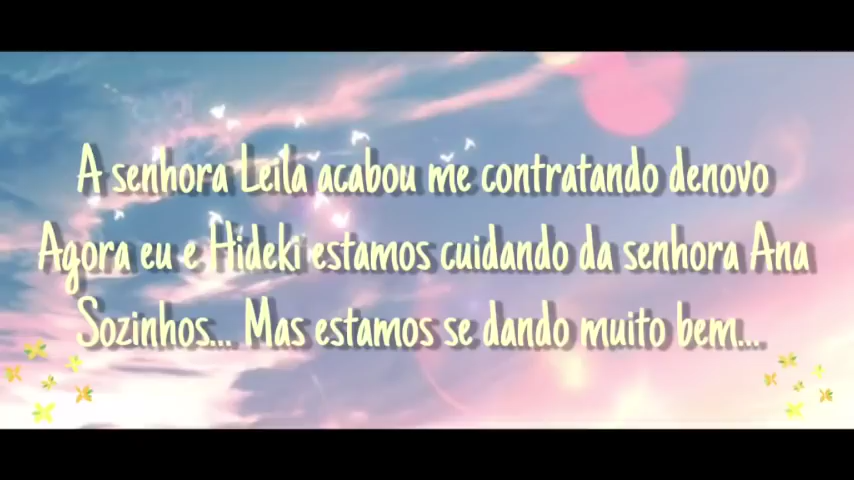 A senhora Leila acabou me contratando denovo
Agora eu e Hideki estamos cuidando da senhora Ana
Sozinhos... Mas estamos se dando muito bem...